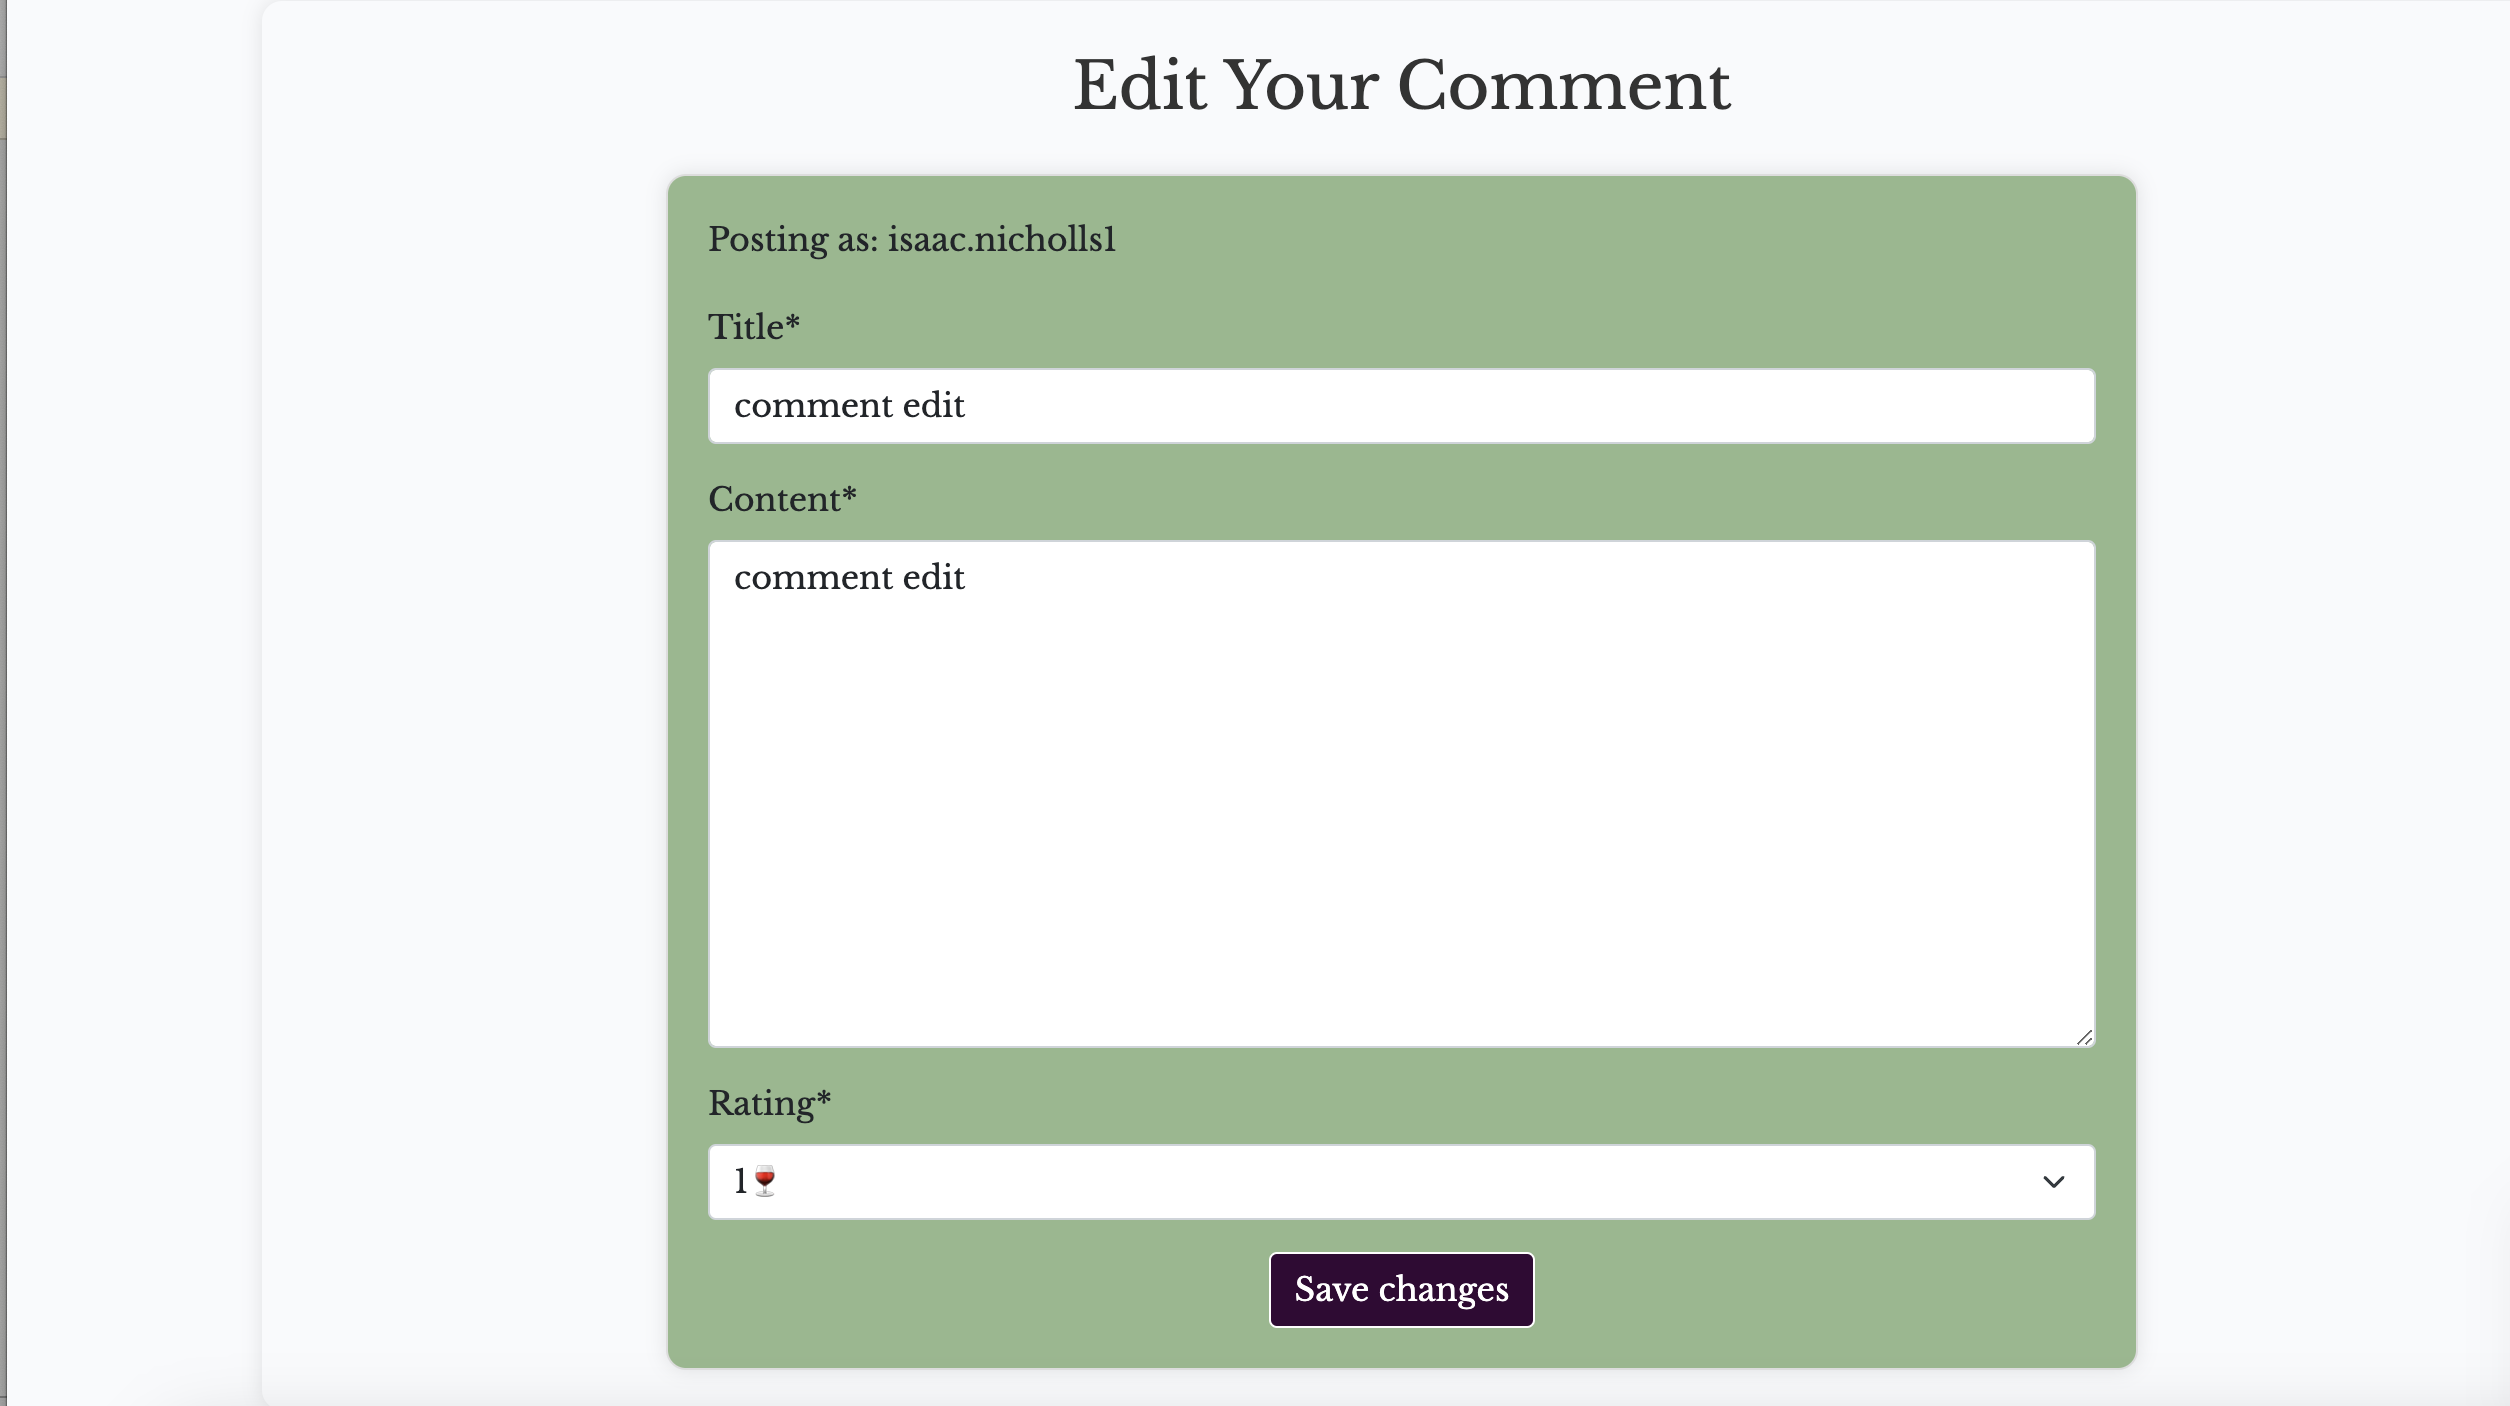 Edit Your Comment
Posting as: isaac.nicholls1
Title*
comment edit
Content*
comment edit
Rating*
1🍷
Save changes